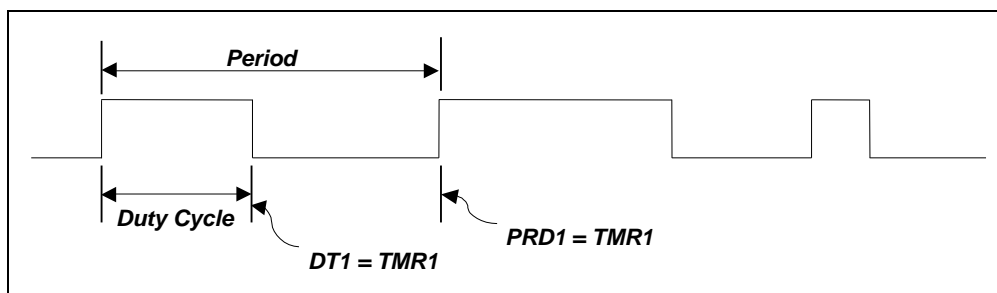 Period
Duty Cycle
DT1 = TMR1
PRD1 = TMR1